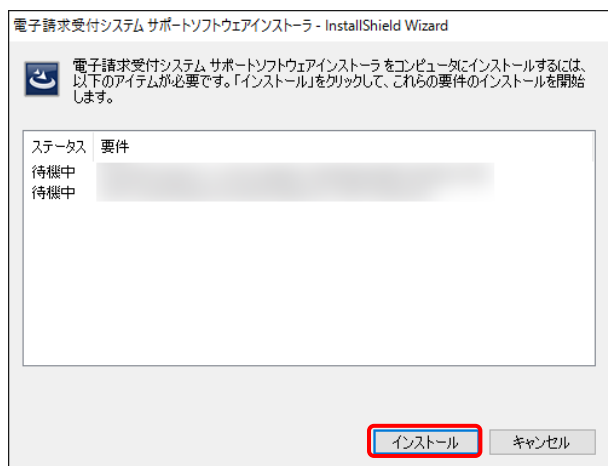 電子請求受付システム サポートソフトウェアインストーラ - InstallShield Wizard
電子請求受付システム サポートソフトウェアインストーラ をコンピュータにインストールするには、
以下のアイテムが必要です。「インストール」をクリックして、これらの要件のインストールを開始
します。
ステータス 要件
待機中
待機中
インストール キャンセル